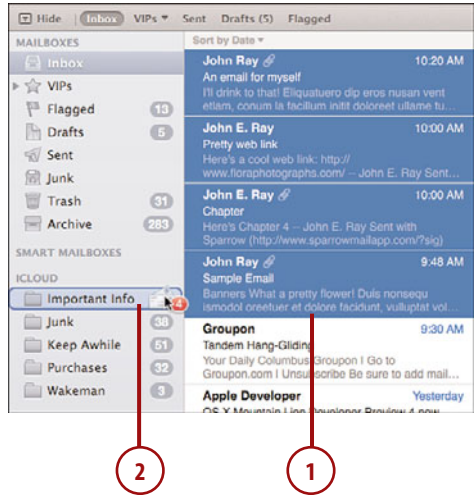 Hide Inbox VIPs Sent Drafts (5) Flagged
MAILBOXES
Inbox
VIPs
Flagged 13
Drafts 5
Sent
Junk
Trash 31
Archive 283
SMART MAILBOXES
ICLOUD
Important Info 4
Junk 38
Keep Awhile 51
Purchases 32
Wakeman 3
Sort by Date
John Ray 10:20 AM
An email for myself
I'll drink to that! Eliquatuero dip eros nusan vent
etiam, conum la facillum initit doloreet ullame tu...
John E. Ray 10:00 AM
Pretty web link
Here's a cool web link: http://
www.floraphotographs.com/ -- John E. Ray Sent...
John E. Ray 10:00 AM
Chapter
Here's Chapter 4 -- John E. Ray Sent with
Sparrow (http://www.sparrowmailapp.com/?sig)
John Ray 9:48 AM
Sample Email
Banners What a pretty flower! Duis nonsequ
ismodol oreetuer et dolore facidunt, vulluptat vol...
Groupon 9:30 AM
Tandem Hang-Gliding
Your Daily Columbus Groupon | Go to
Groupon.com | Unsubscribe Be sure to add mail...
Apple Developer Yesterday
OS X Mountain Lion Developer Preview 4 now
2 1